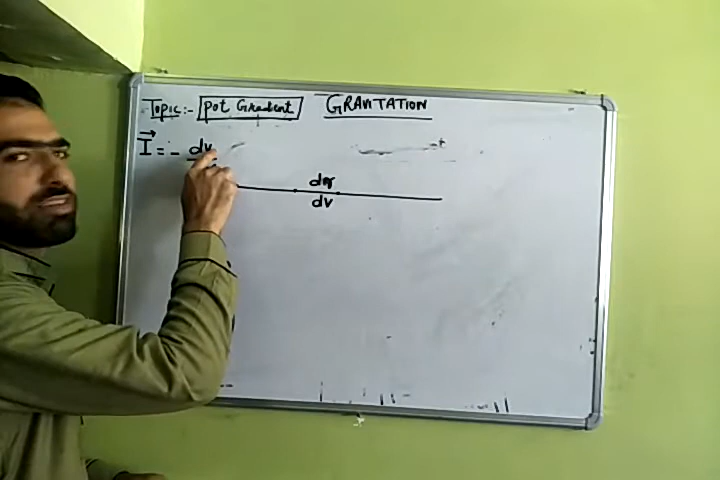 Topic:- Pot Gradient GRAVITATION
I = - dv
dr
dv